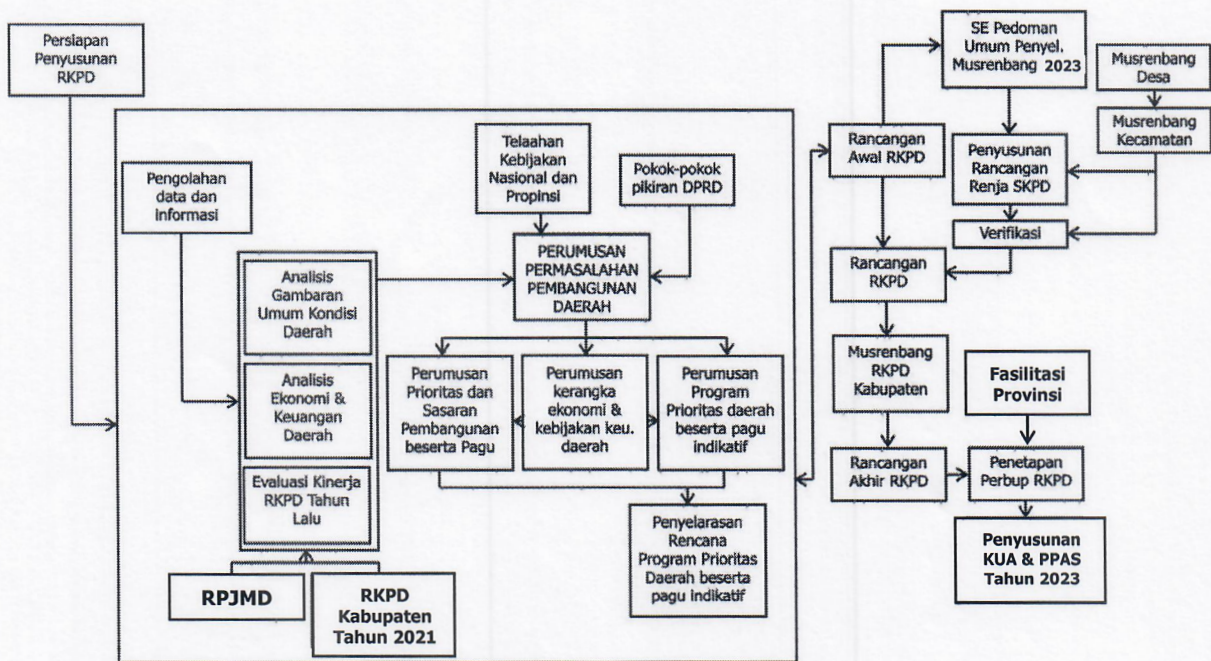 Persiapan
Penyusunan
RKPD
Pengolahan
data dan
informasi
Analisis
Gambaran
Umum Kondisi
Daerah
Analisis
Ekonomi &
Keuangan
Daerah
Evaluasi Kinerja
RKPD Tahun
Lalu
RPJMD
RKPD
Kabupaten
Tahun 2021
Telaahan
Kebijakan
Nasional dan
Propinsi
Pokok-pokok
pikiran DPRD
PERUMUSAN
PERMASALAHAN
PEMBANGUNAN
DAERAH
Perumusan
Prioritas dan
Sasaran
Pembangunan
beserta Pagu
Perumusan
kerangka
ekonomi &
kebijakan keu.
daerah
Perumusan
Program
Prioritas daerah
beserta pagu
indikatif
Penyelarasan
Rencana
Program Prioritas
Daerah beserta
pagu indikatif
Rancangan
Awal RKPD
SE Pedoman
Umum Penyel.
Musrenbang 2023
Musrenbang
Desa
Musrenbang
Kecamatan
Penyusunan
Rancangan
Renja SKPD
Verifikasi
Rancangan
RKPD
Musrenbang
RKPD
Kabupaten
Fasilitasi
Provinsi
Rancangan
Akhir RKPD
Penetapan
Perbup RKPD
Penyusunan
KUA & PPAS
Tahun 2023